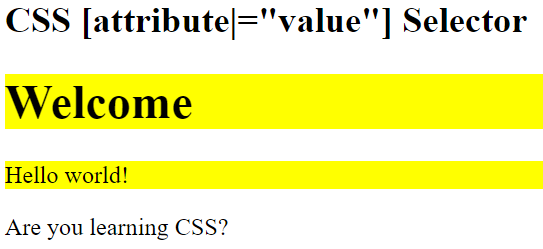 CSS [attribute|="value"] Selector
Welcome
Hello world!
Are you learning CSS?